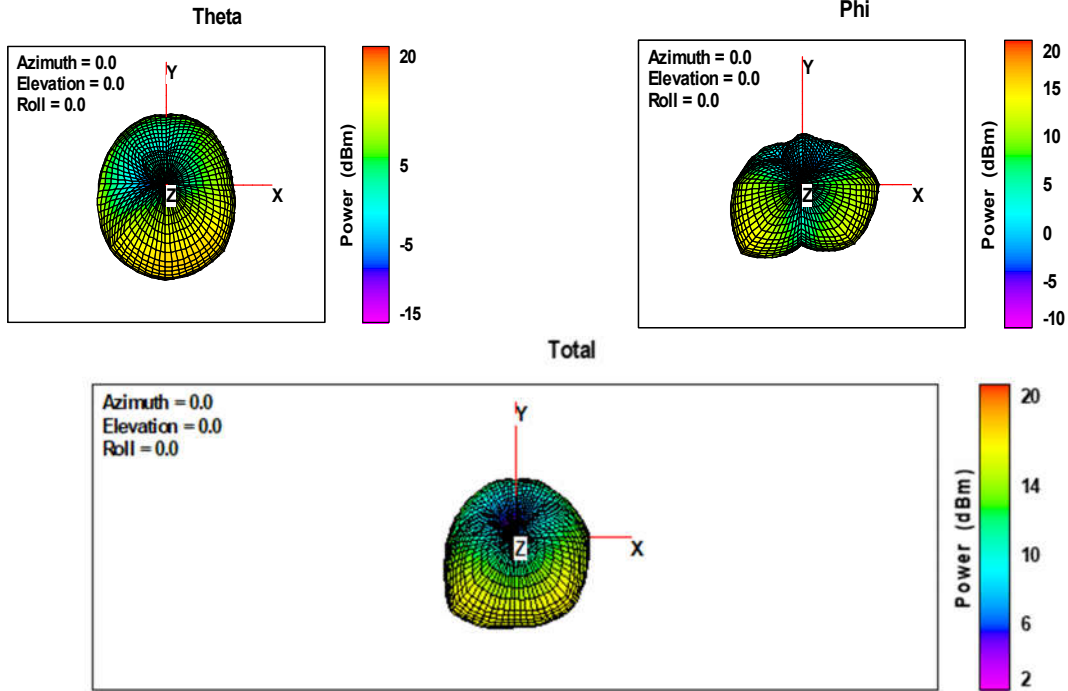 Theta
Azimuth = 0.0
Elevation = 0.0
Roll = 0.0
Y
X
Z
Power (dBm)
20
5
-5
-15
Phi
Azimuth = 0.0
Elevation = 0.0
Roll = 0.0
Y
X
Z
Power (dBm)
20
15
10
5
0
-5
-10
Total
Azimuth = 0.0
Elevation = 0.0
Roll = 0.0
Y
X
Z
Power (dBm)
20
14
10
6
2